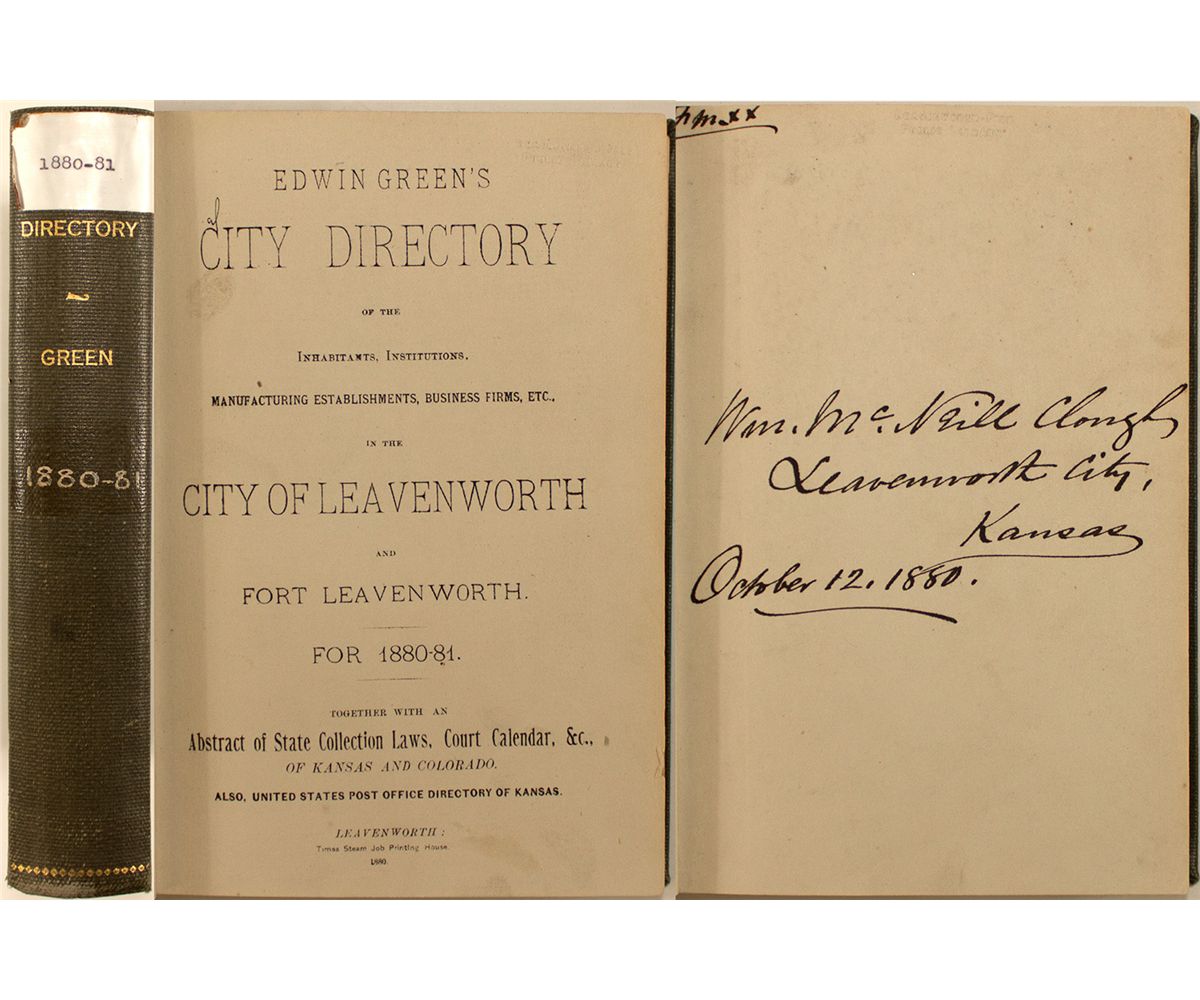 1880-81
DIRECTORY
GREEN
1880-81
EDWIN GREEN'S
CITY DIRECTORY
OF THE
INHABITANTS, INSTITUTIONS,
MANUFACTURING ESTABLISHMENTS, BUSINESS FIRMS, ETC.,
IN THE
CITY OF LEAVENWORTH
AND
FORT LEAVENWORTH.
FOR 1880-81.
TOGETHER WITH AN
Abstract of State Collection Laws, Court Calendar, &c.,
OF KANSAS AND COLORADO.
ALSO, UNITED STATES POST OFFICE DIRECTORY OF KANSAS.
LEAVENWORTH:
Times Steam Job Printing House.
1880.
Wm. Mc. Neill Clough
Leavenworth City,
Kansas
October 12. 1880.